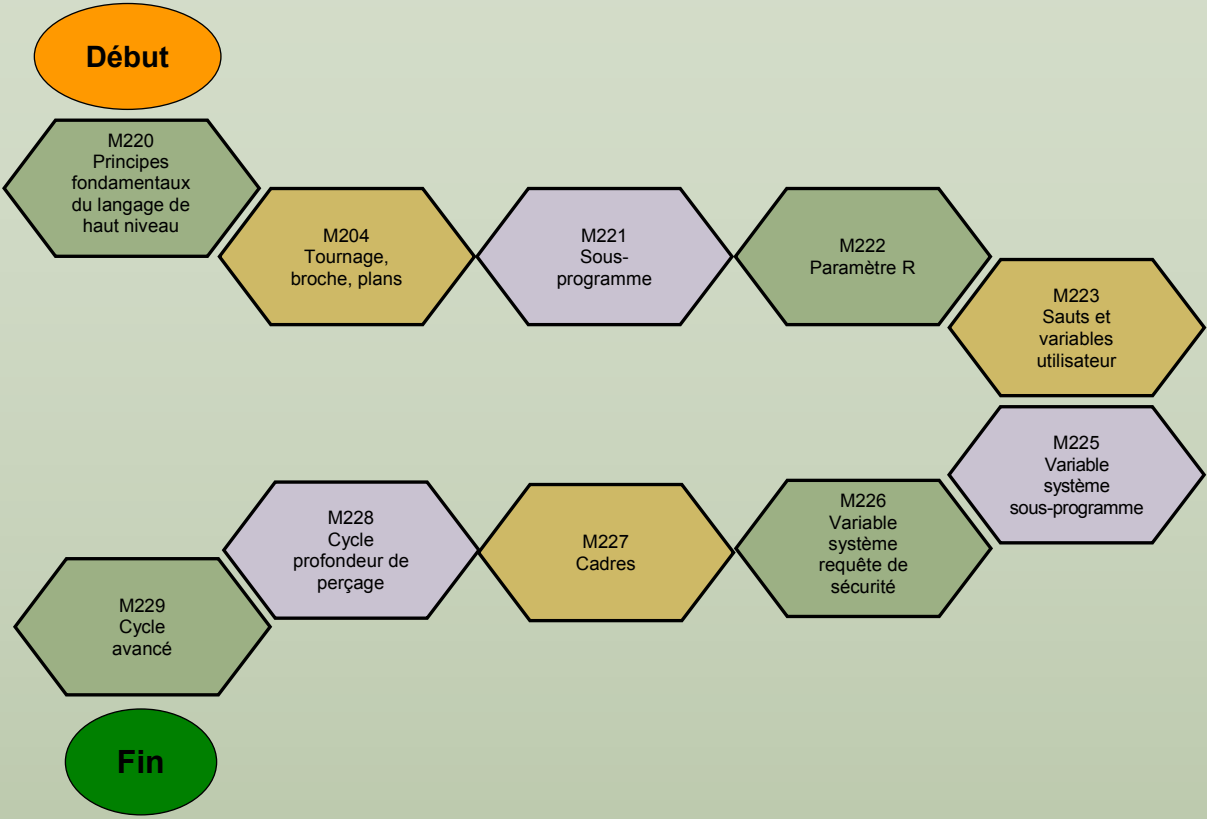 Début
M220
Principes
fondamentaux
du langage de
haut niveau
M204
Tournage,
broche, plans
M221
Sous-
programme
M222
Paramètre R
M223
Sauts et
variables
utilisateur
M225
Variable
système
sous-programme
M226
Variable
système
requête de
sécurité
M227
Cadres
M228
Cycle
profondeur de
perçage
M229
Cycle
avancé
Fin